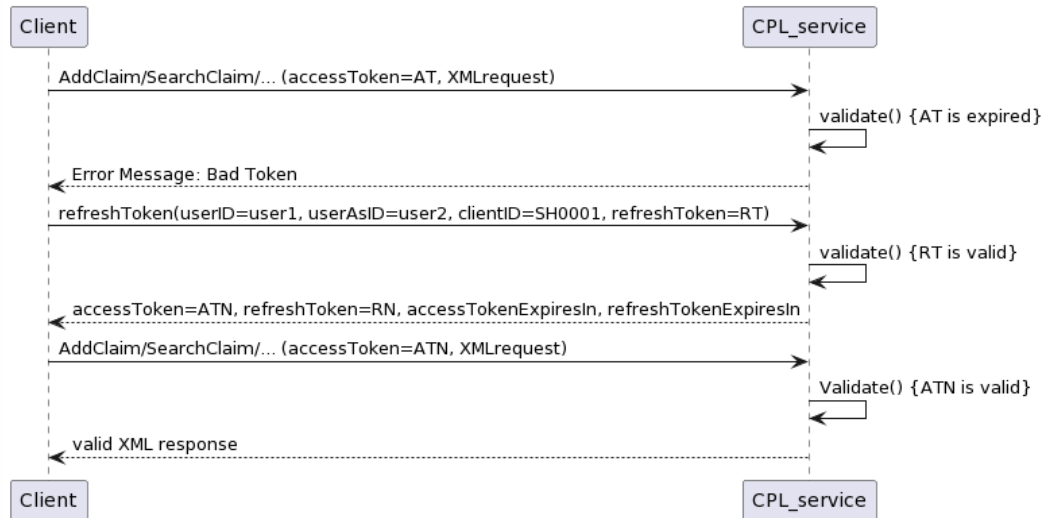 Client
CPL_service
AddClaim/SearchClaim/... (accessToken=AT, XMLrequest)
validate() {AT is expired}
Error Message: Bad Token
refreshToken(userID=user1, userAsID=user2, clientID=SH0001, refreshToken=RT)
validate() {RT is valid}
accessToken=ATN, refreshToken=RN, accessTokenExpiresIn, refreshTokenExpiresIn
AddClaim/SearchClaim/... (accessToken=ATN, XMLrequest)
Validate() {ATN is valid}
valid XML response
Client
CPL_service